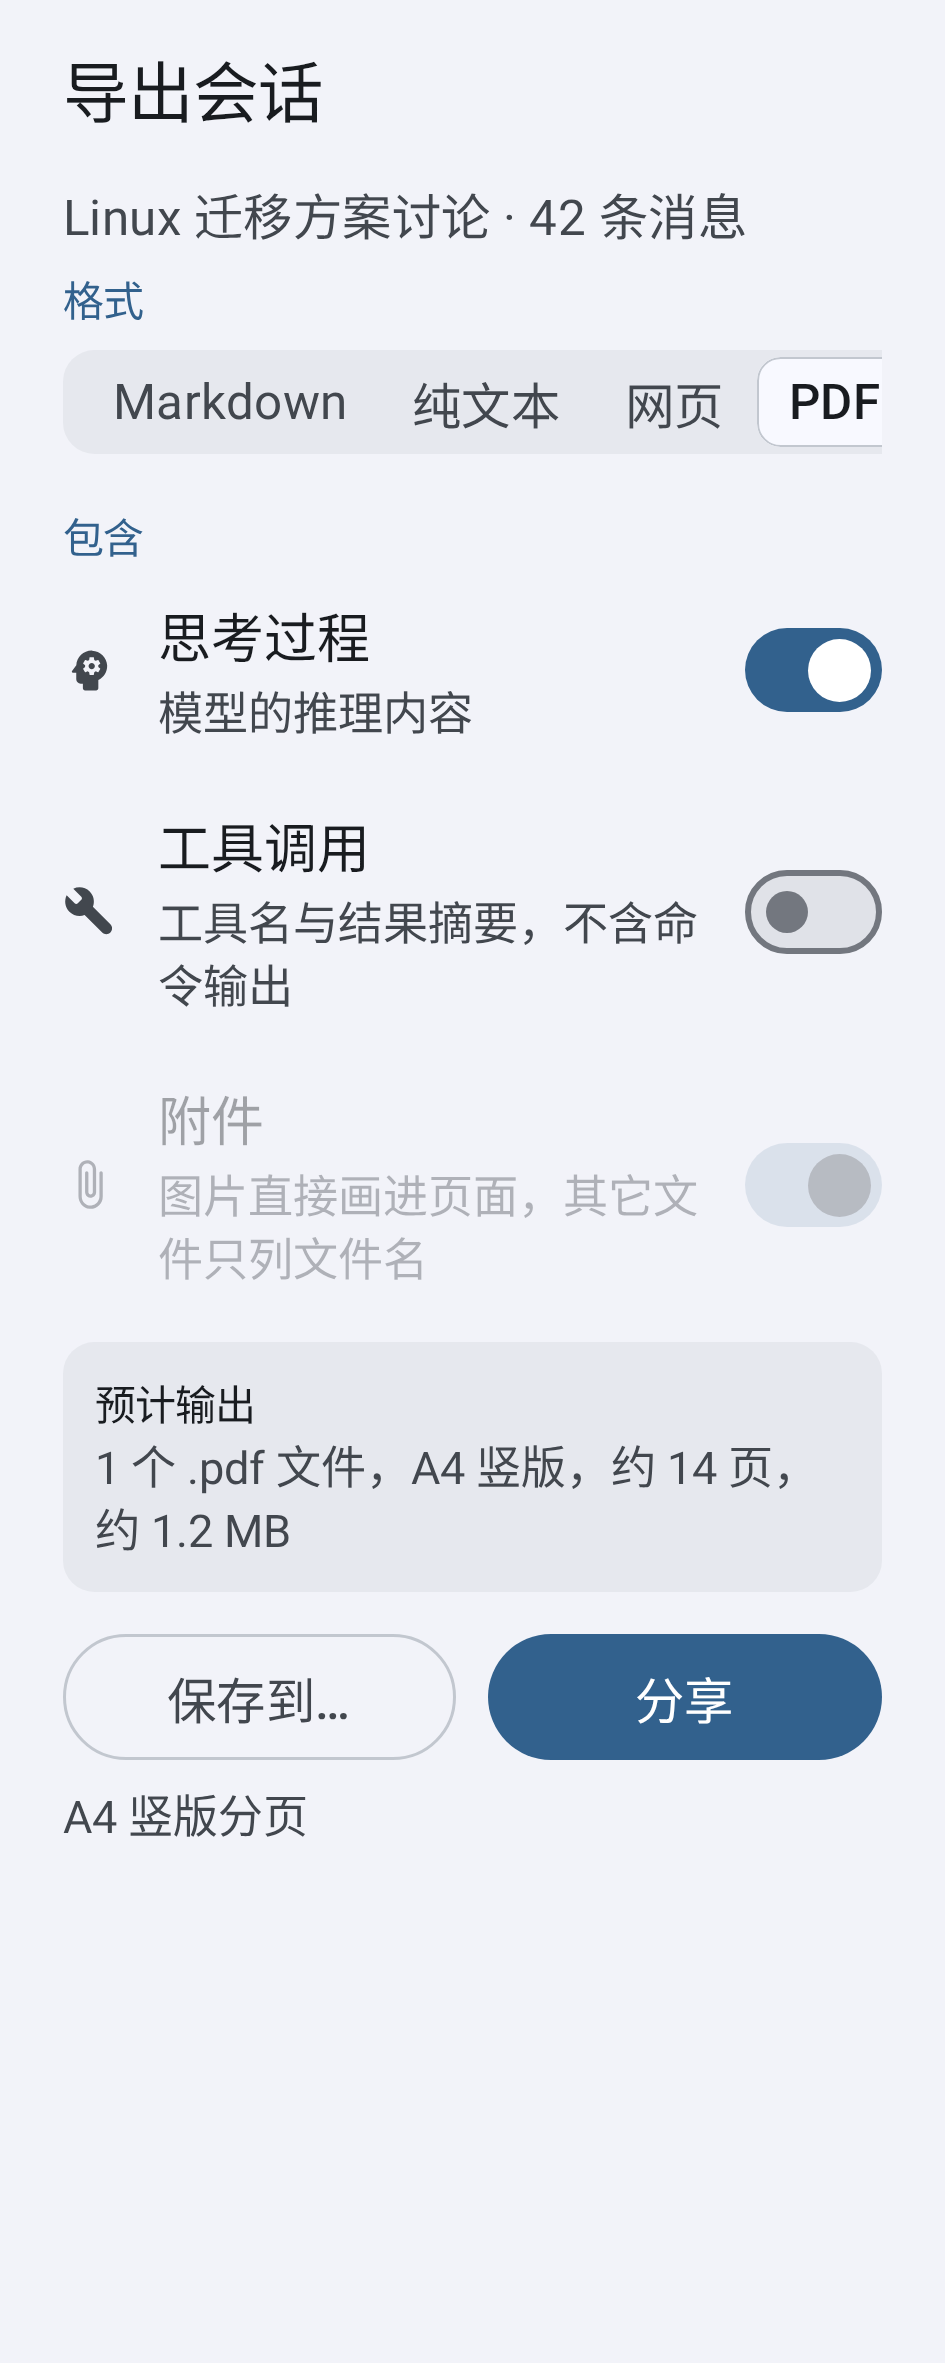 导出会话
Linux 迁移方案讨论 · 42 条消息
格式
Markdown 纯文本 网页 PDF
包含
思考过程
模型的推理内容
工具调用
工具名与结果摘要，不含命
令输出
附件
图片直接画进页面，其它文
件只列文件名
预计输出
1 个 .pdf 文件，A4 竖版，约 14 页，
约 1.2 MB
保存到… 分享
A4 竖版分页